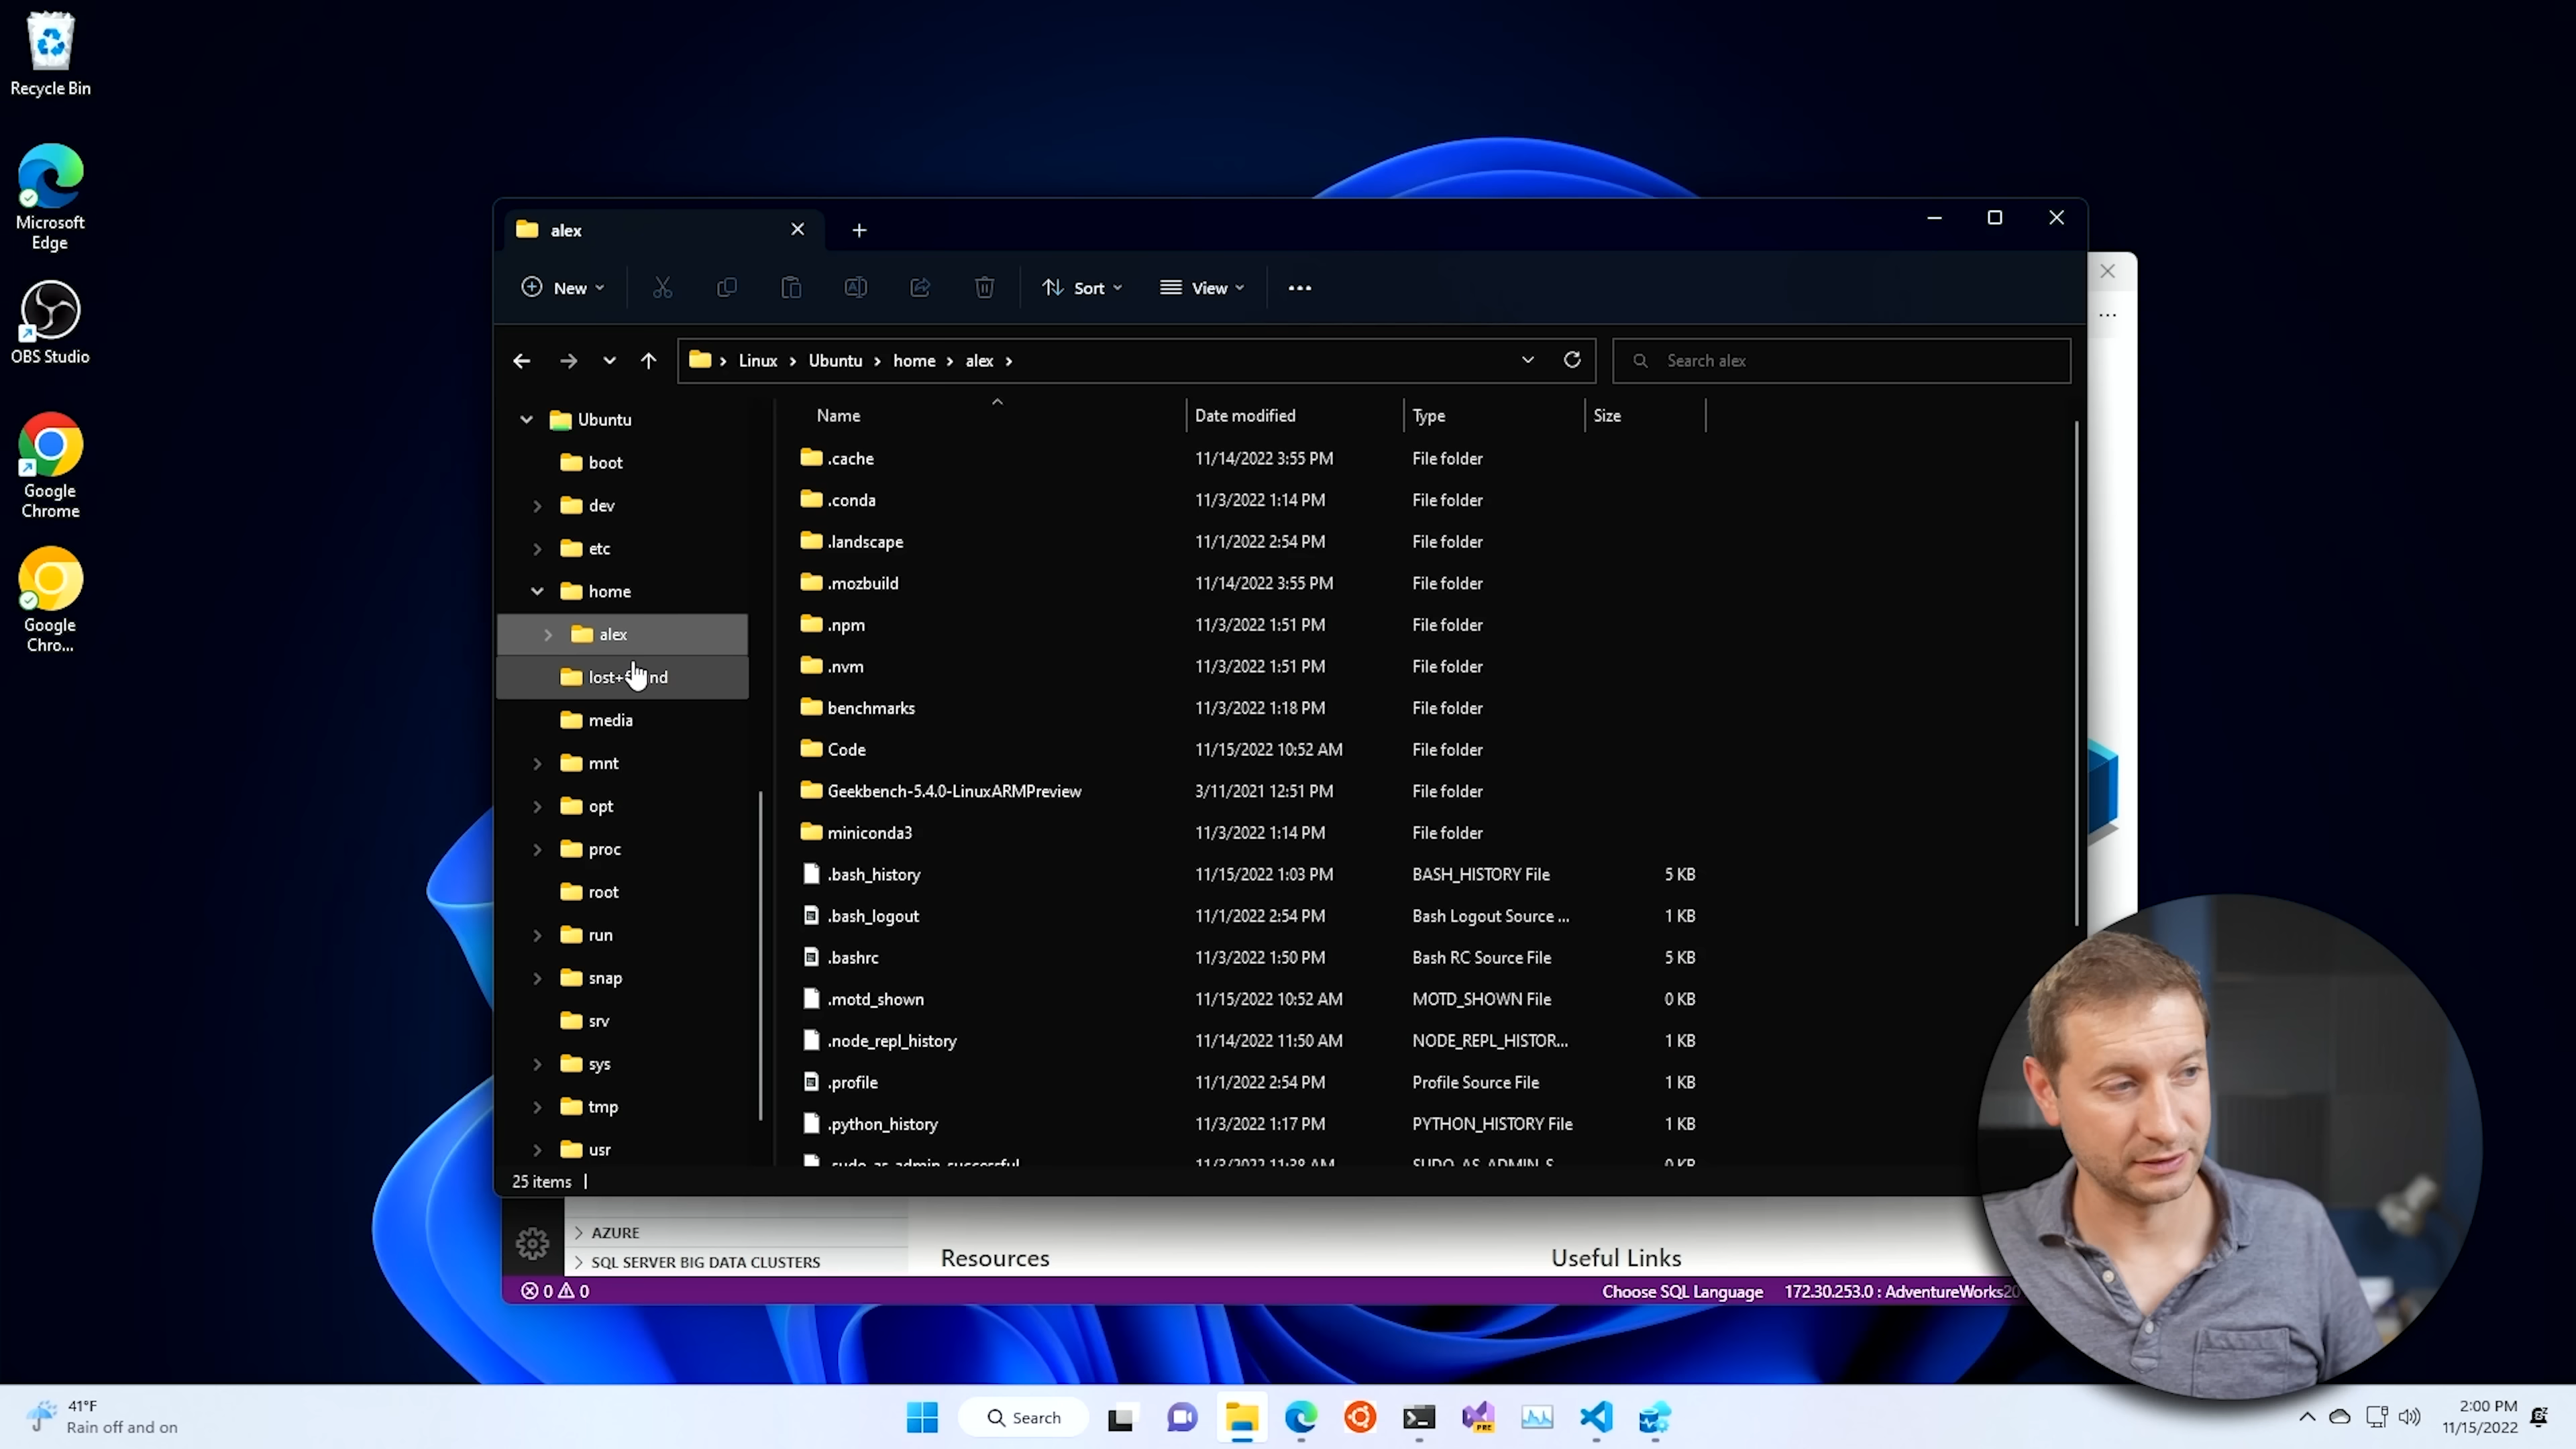 Recycle Bin
Microsoft
Edge
OBS Studio
Google
Chrome
Google
Chro...
alex
New
Sort
View
Linux
Ubuntu
home
alex
Search alex
Ubuntu
boot
dev
etc
home
alex
media
mnt
opt
proc
root
run
snap
srv
sys
tmp
usr
Name Date modified Type Size
.cache 11/14/2022 3:55 PM File folder
.conda 11/3/2022 1:14 PM File folder
.landscape 11/1/2022 2:54 PM File folder
.mozbuild 11/14/2022 3:55 PM File folder
.npm 11/3/2022 1:51 PM File folder
.nvm 11/3/2022 1:51 PM File folder
benchmarks 11/3/2022 1:18 PM File folder
Code 11/15/2022 10:52 AM File folder
Geekbench-5.4.0-LinuxARMPreview 3/11/2021 12:51 PM File folder
miniconda3 11/3/2022 1:14 PM File folder
.bash_history 11/15/2022 1:03 PM BASH_HISTORY File 5 KB
.bash_logout 11/1/2022 2:54 PM Bash Logout Source ... 1 KB
.bashrc 11/3/2022 1:50 PM Bash RC Source File 5 KB
.motd_shown 11/15/2022 10:52 AM MOTD_SHOWN File 0 KB
.node_repl_history 11/14/2022 11:50 AM NODE_REPL_HISTOR... 1 KB
.profile 11/1/2022 2:54 PM Profile Source File 1 KB
.python_history 11/3/2022 1:17 PM PYTHON_HISTORY File 1 KB
.sudo_as_admin_successful 11/3/2022 11:38 AM SUDO_AS_ADMIN_S... 0 KB
25 items
AZURE
SQL SERVER BIG DATA CLUSTERS
Resources
Useful Links
0 0
Choose SQL Language 172.30.253.0 : AdventureWorks20
41°F
Rain off and on
Search
PRE
2:00 PM
11/15/2022